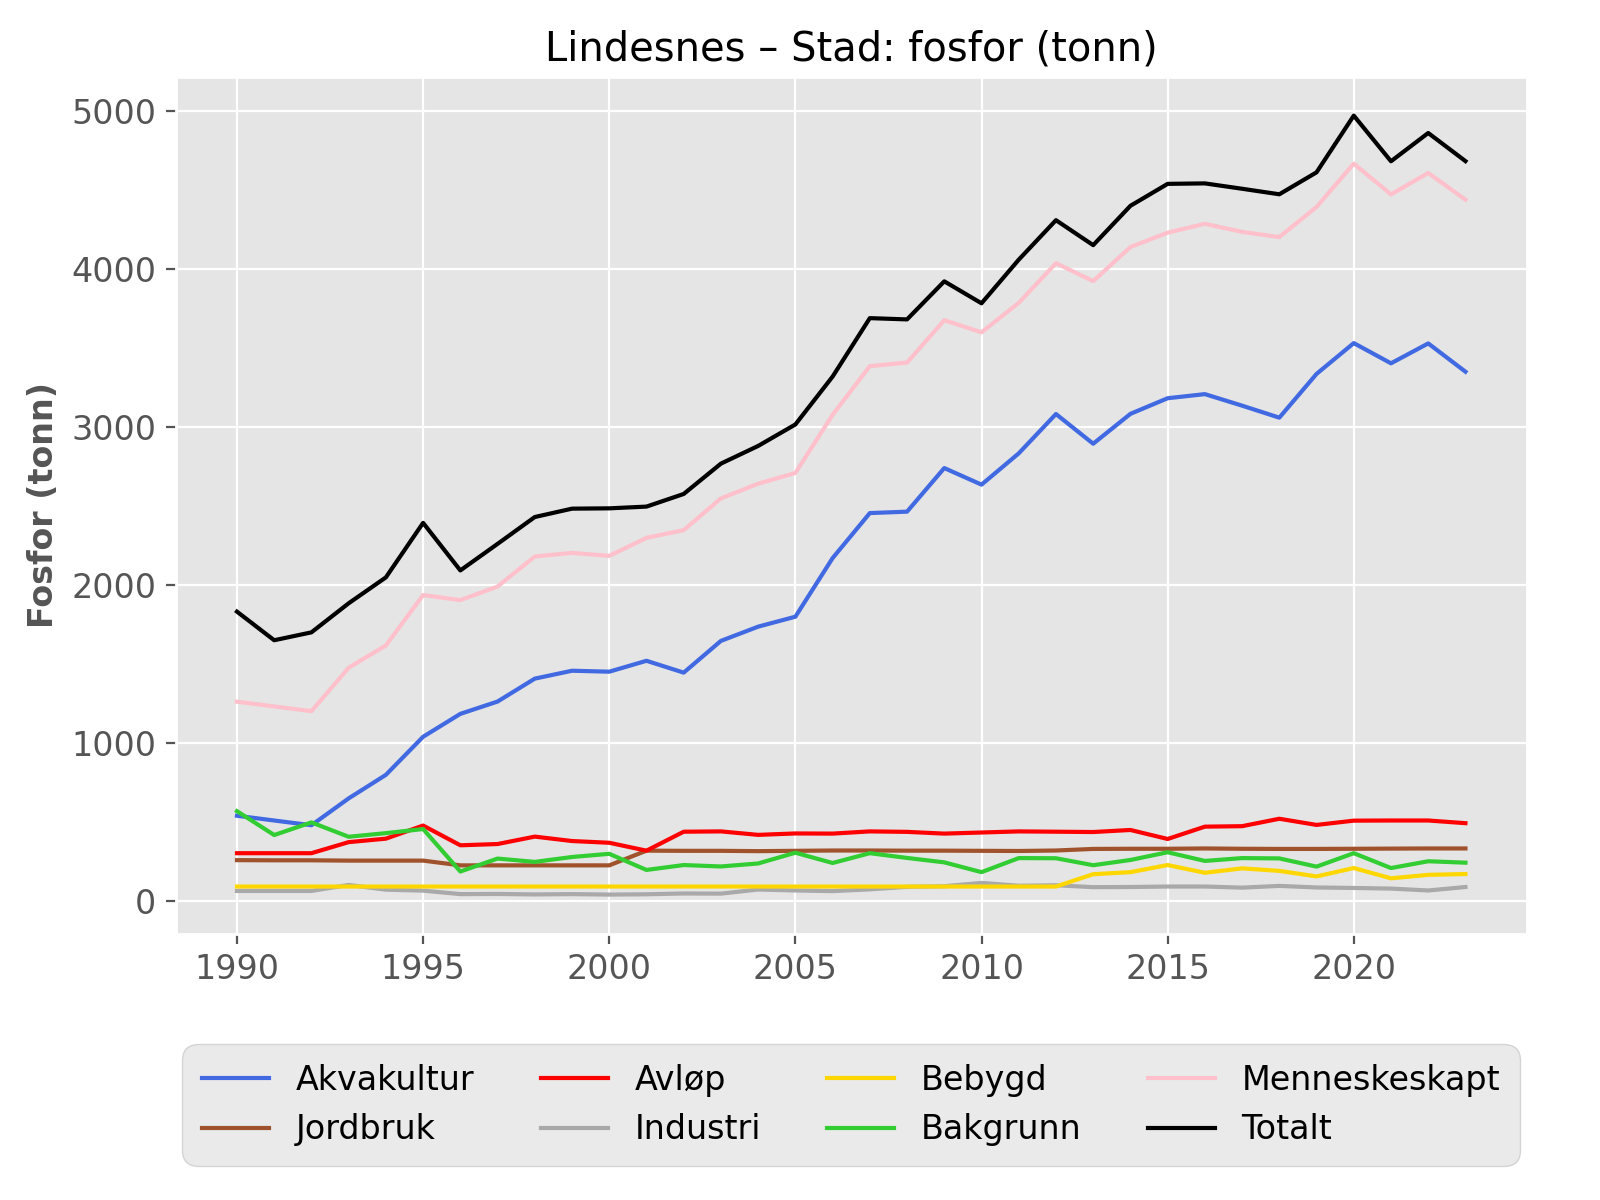 Lindesnes – Stad: fosfor (tonn)
Fosfor (tonn)
5000
4000
3000
2000
1000
0
1990 1995 2000 2005 2010 2015 2020
Akvakultur Avløp Bebygd Menneskeskapt
Jordbruk Industri Bakgrunn Totalt